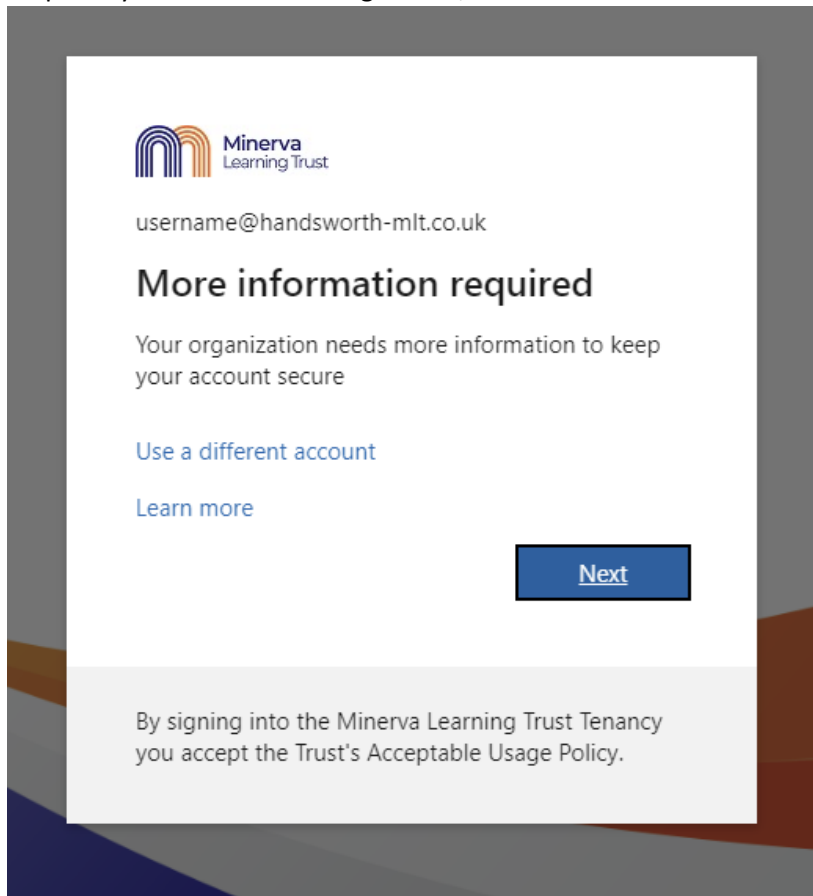 Minerva
Learning Trust
username@handsworth-mlt.co.uk
More information required
Your organization needs more information to keep
your account secure
Use a different account
Learn more
Next
By signing into the Minerva Learning Trust Tenancy
you accept the Trust's Acceptable Usage Policy.